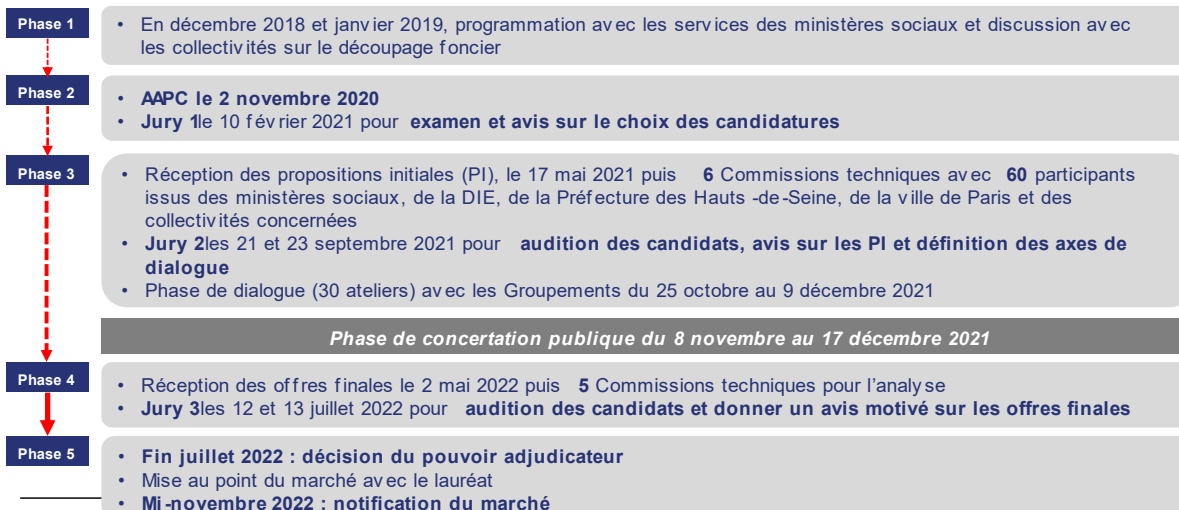 Phase 1
• En décembre 2018 et janvier 2019, programmation avec les services des ministères sociaux et discussion avec
les collectivités sur le découpage foncier
Phase 2
• AAPC le 2 novembre 2020
• Jury 1le 10 février 2021 pour examen et avis sur le choix des candidatures
Phase 3
• Réception des propositions initiales (PI), le 17 mai 2021 puis 6 Commissions techniques avec 60 participants
issus des ministères sociaux, de la DIE, de la Préfecture des Hauts -de-Seine, de la ville de Paris et des
collectivités concernées
• Jury 2les 21 et 23 septembre 2021 pour audition des candidats, avis sur les PI et définition des axes de
dialogue
• Phase de dialogue (30 ateliers) avec les Groupements du 25 octobre au 9 décembre 2021
Phase de concertation publique du 8 novembre au 17 décembre 2021
Phase 4
• Réception des offres finales le 2 mai 2022 puis 5 Commissions techniques pour l'analyse
• Jury 3les 12 et 13 juillet 2022 pour audition des candidats et donner un avis motivé sur les offres finales
Phase 5
• Fin juillet 2022 : décision du pouvoir adjudicateur
• Mise au point du marché avec le lauréat
• Mi-novembre 2022 : notification du marché